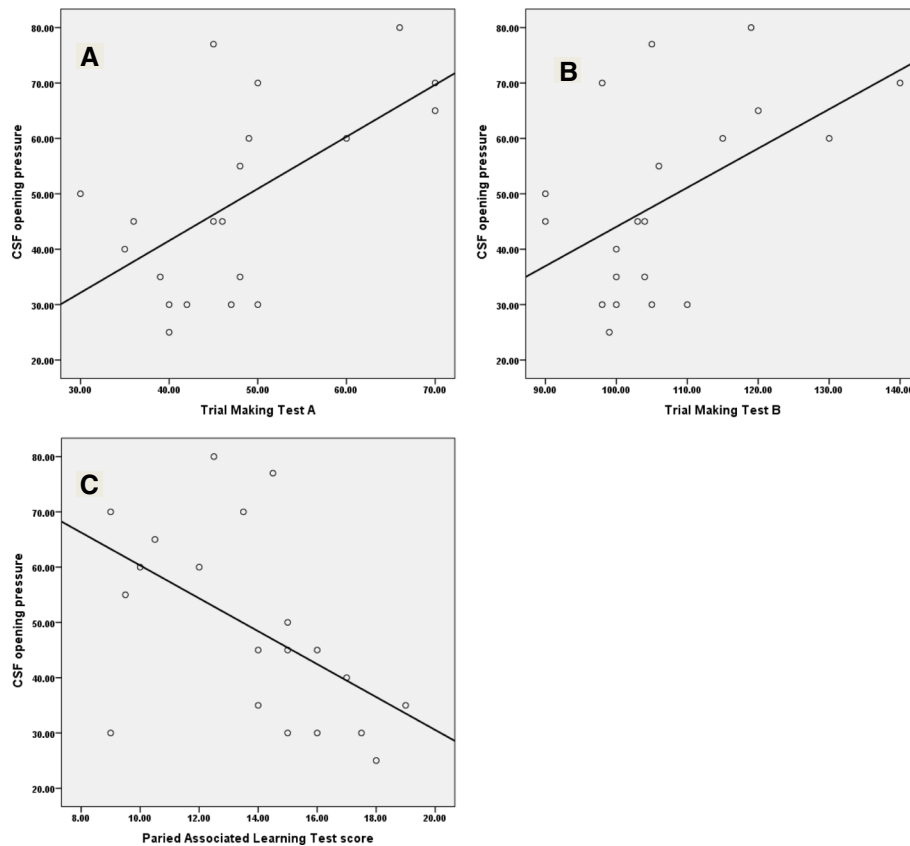 A
CSF opening pressure
80.00
70.00
60.00
50.00
40.00
30.00
20.00
30.00 40.00 50.00 60.00 70.00
Trial Making Test A
B
CSF opening pressure
80.00
70.00
60.00
50.00
40.00
30.00
20.00
90.00 100.00 110.00 120.00 130.00 140.00
Trial Making Test B
C
CSF opening pressure
80.00
70.00
60.00
50.00
40.00
30.00
20.00
8.00 10.00 12.00 14.00 16.00 18.00 20.00
Paried Associated Learning Test score